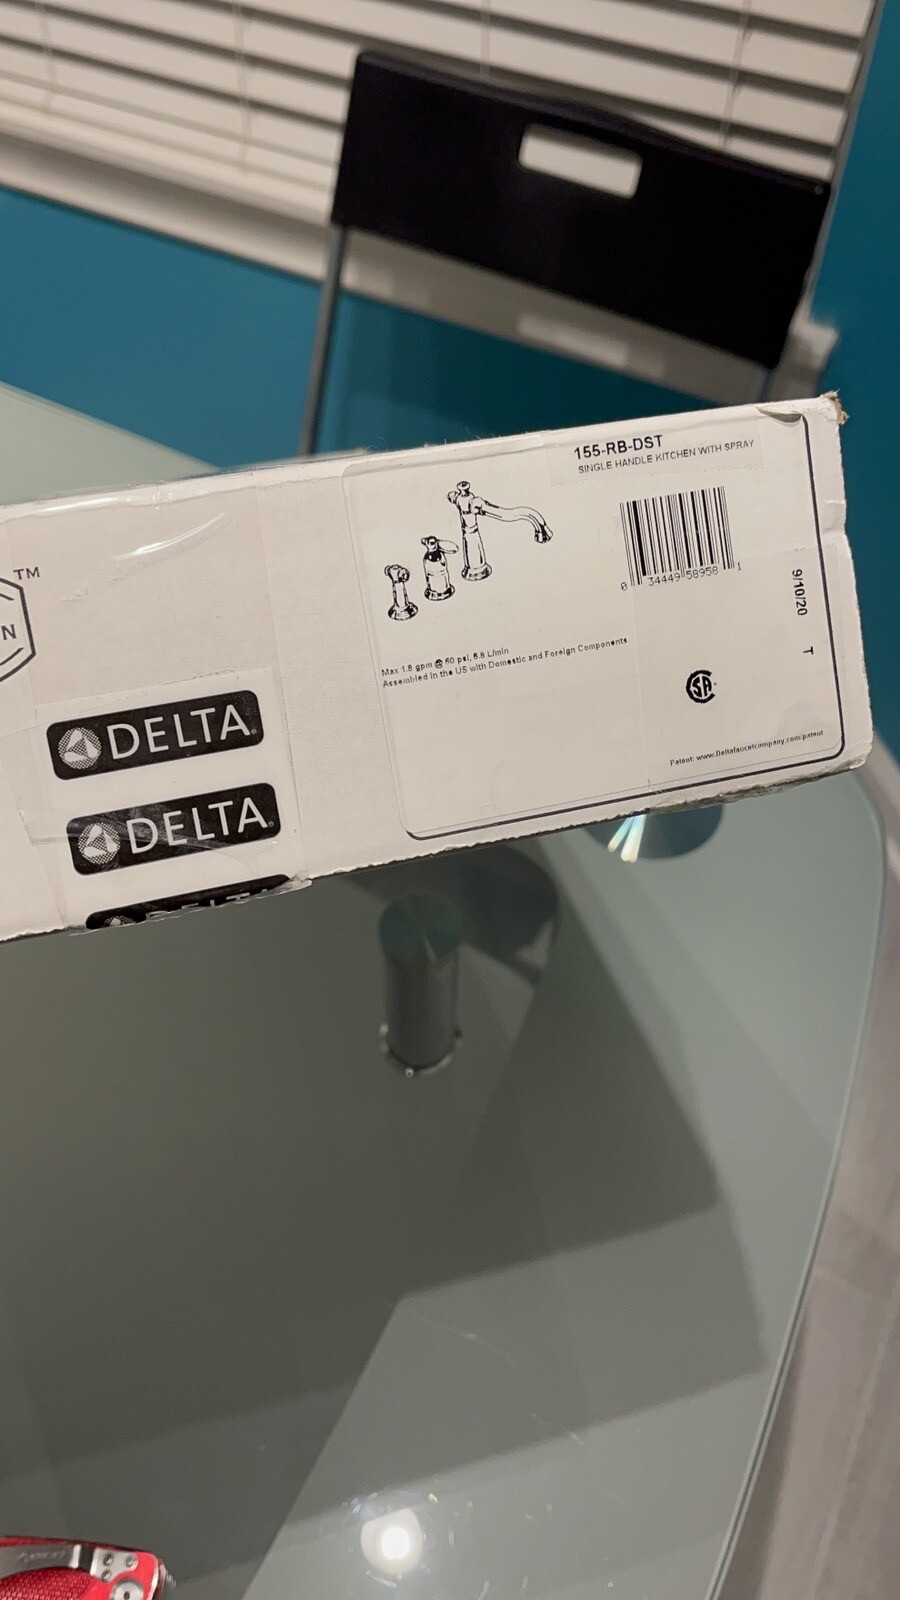 155-RB-DST
SINGLE HANDLE KITCHEN WITH SPRAY
0 34449 58958 1
9/10/20 T
Max 1.8 gpm @ 60 psi, 6.8 L/min
Assembled in the US with Domestic and Foreign Components
SA
Patent: www.Deltafaucetcompany.com/patent
TM
N
DELTA®
DELTA®
DELTA